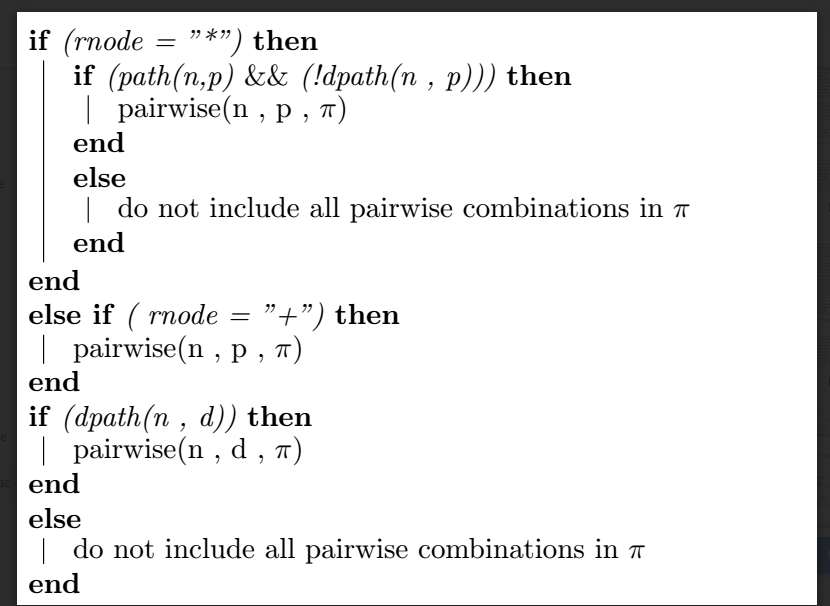 if (rnode = ”*”) then
if (path(n,p) && (!dpath(n , p))) then
pairwise(n , p , π)
end
else
do not include all pairwise combinations in π
end
end
else if ( rnode = ”+”) then
pairwise(n , p , π)
end
if (dpath(n , d)) then
pairwise(n , d , π)
end
else
do not include all pairwise combinations in π
end